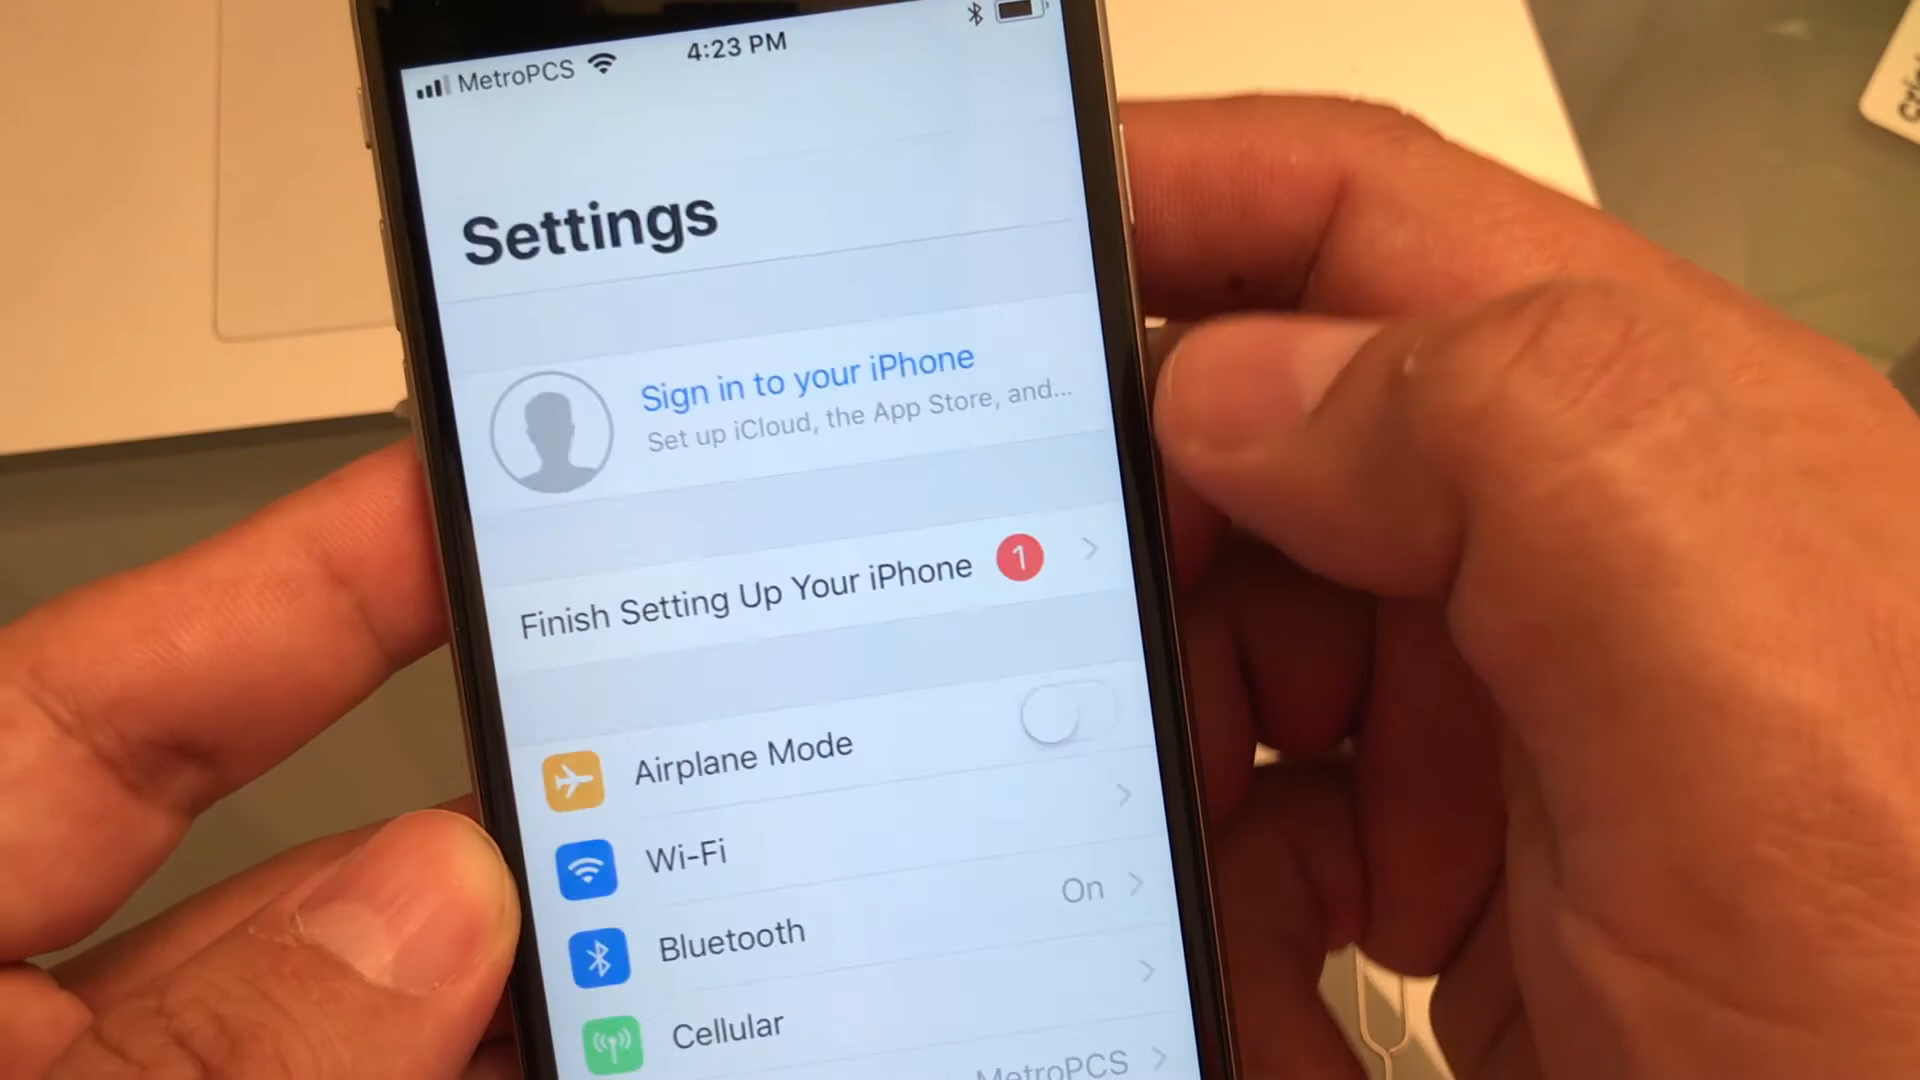 MetroPCS 4:23 PM
Settings
Sign in to your iPhone
Set up iCloud, the App Store, and...
Finish Setting Up Your iPhone 1
Airplane Mode
Wi-Fi
Bluetooth On
Cellular
MetroPCS